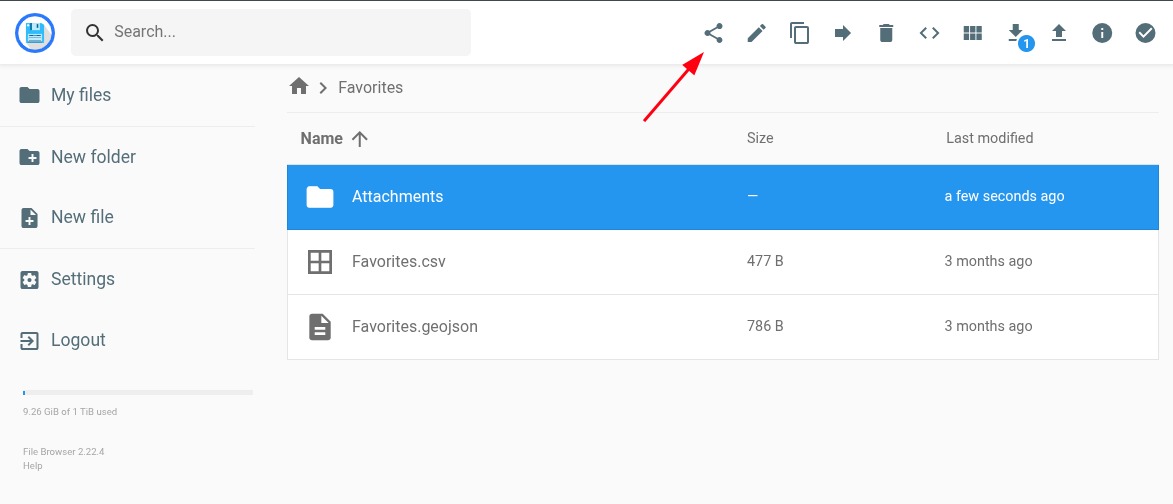 Search...
1
My files
New folder
New file
Settings
Logout
9.26 GiB of 1 TiB used
File Browser 2.22.4
Help
Favorites
Name Size Last modified
Attachments — a few seconds ago
Favorites.csv 477 B 3 months ago
Favorites.geojson 786 B 3 months ago